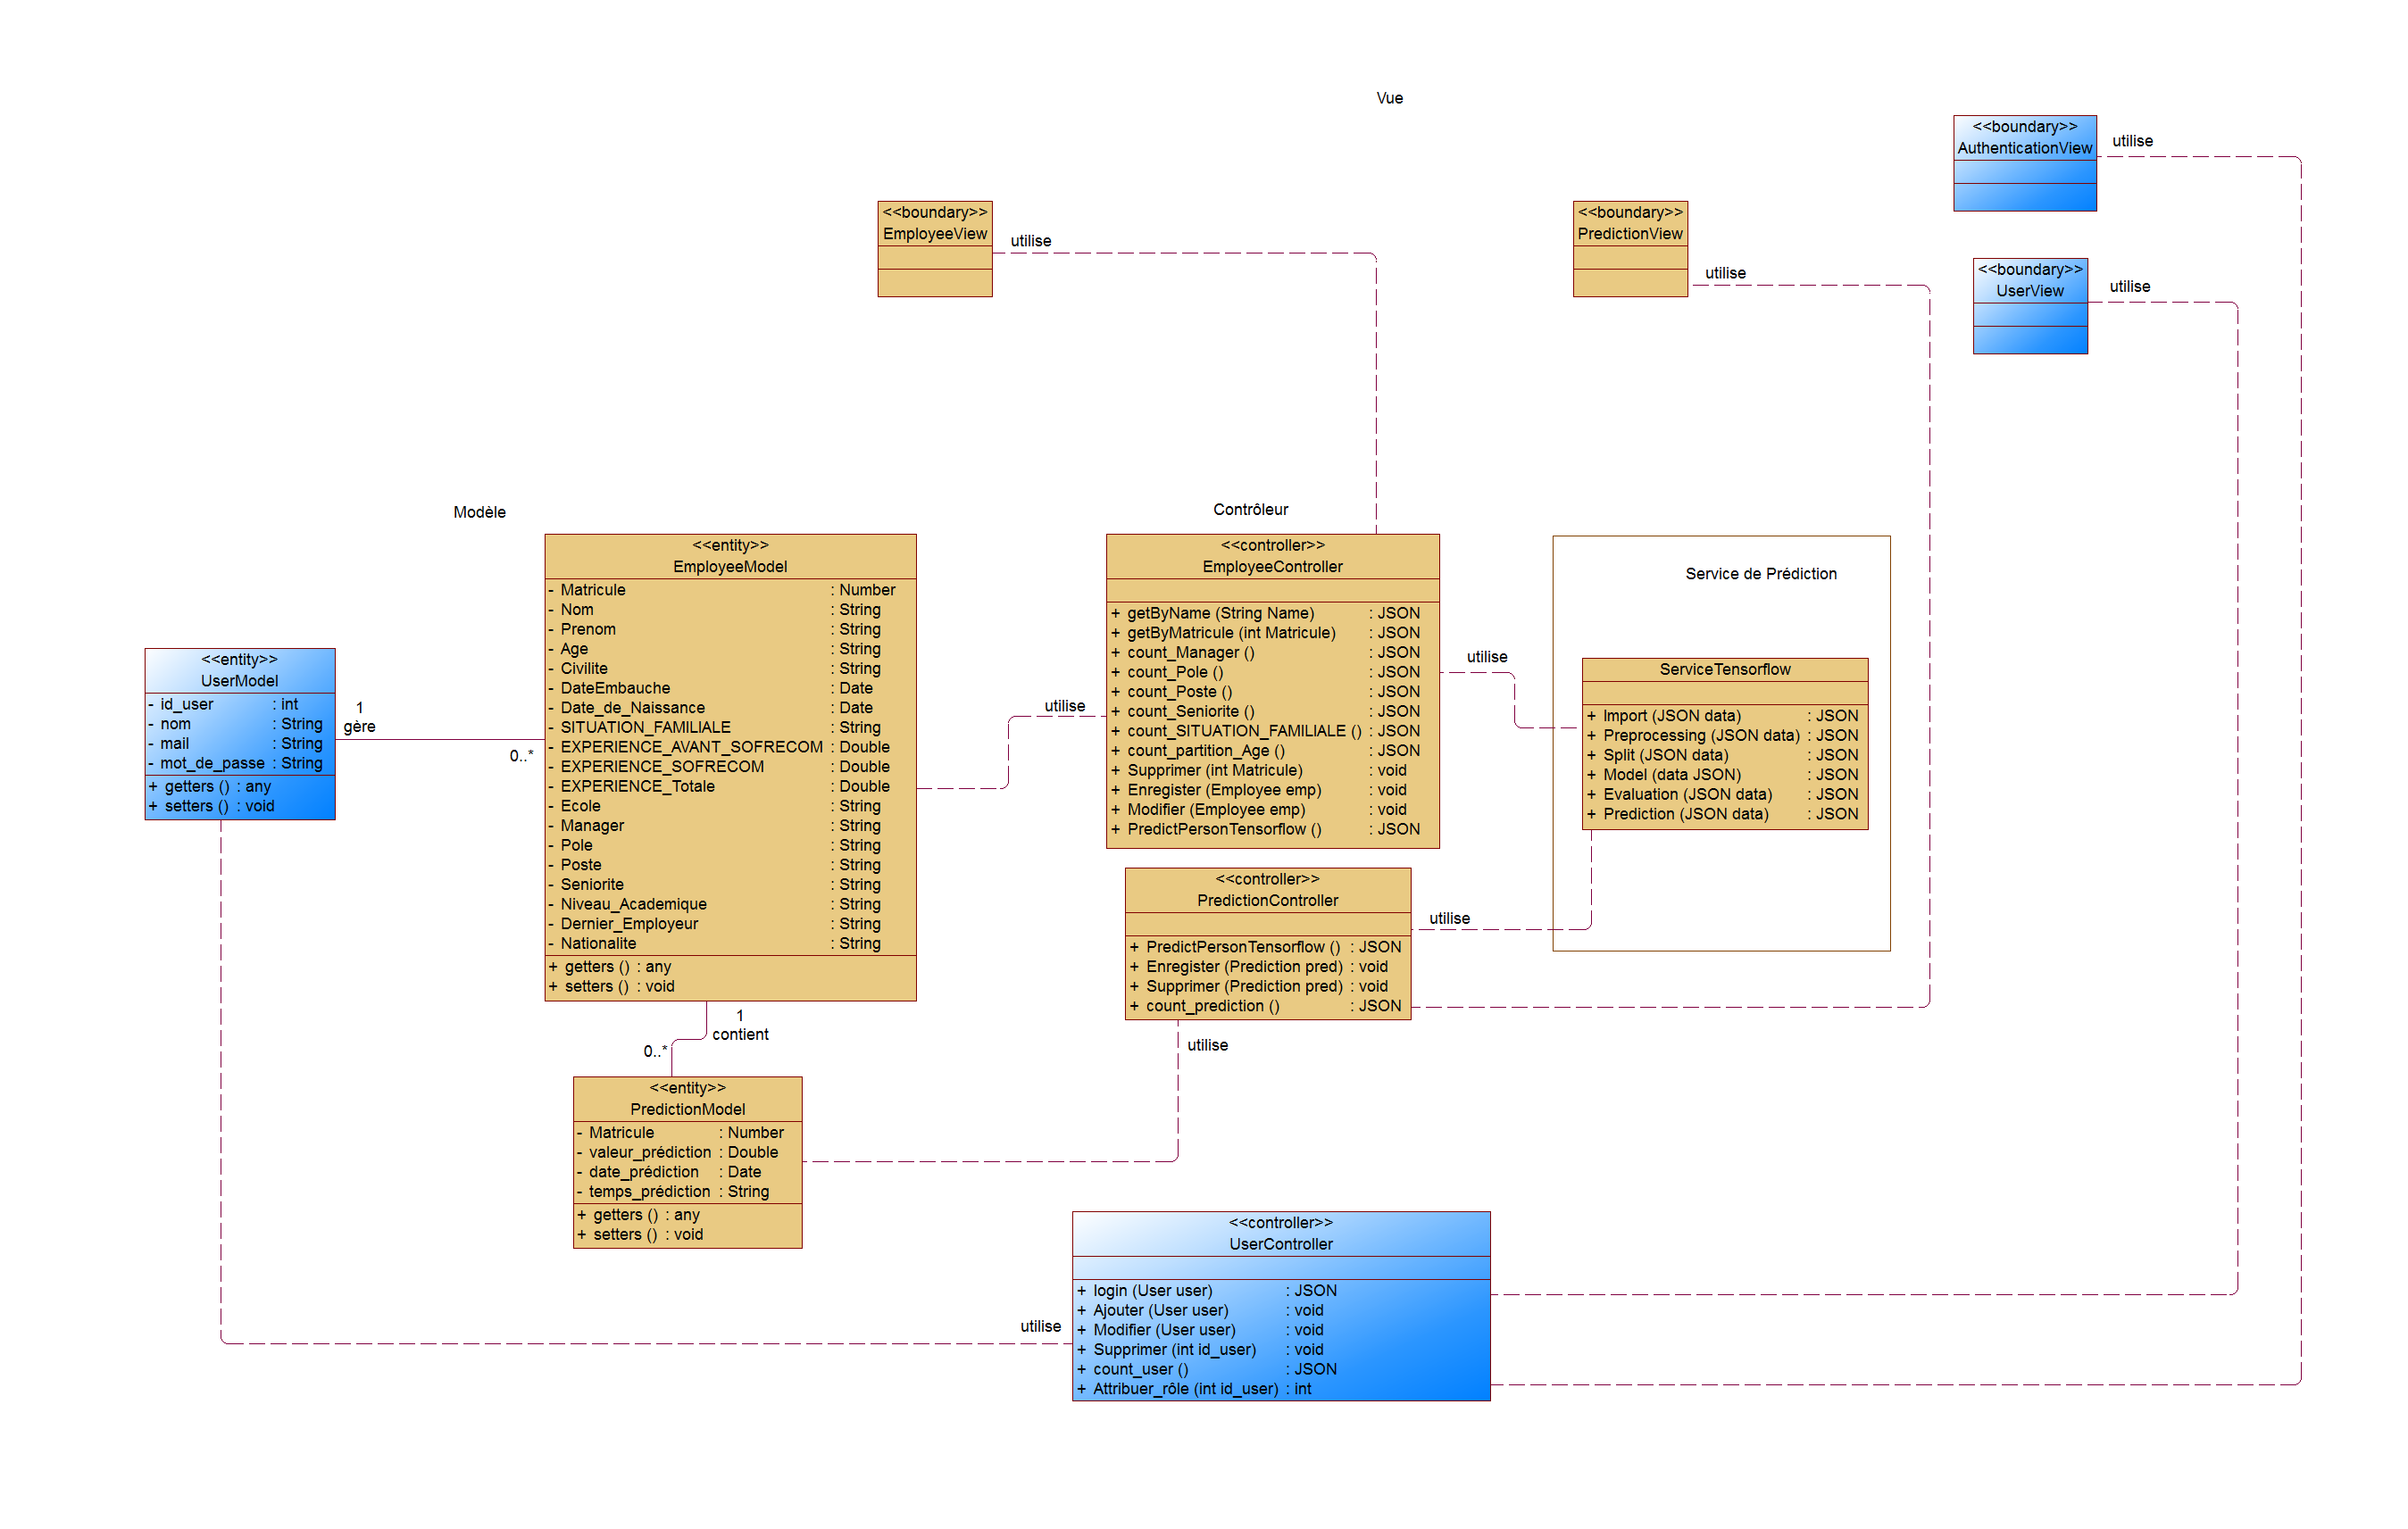 Vue
<<boundary>>
AuthenticationView
utilise
<<boundary>>
EmployeeView
utilise
<<boundary>>
PredictionView
utilise
<<boundary>>
UserView
utilise
Modèle
Contrôleur
<<entity>>
UserModel
- id_user : int
- nom : String
- mail : String
- mot_de_passe : String
+ getters () : any
+ setters () : void
1
gère
0..*
<<entity>>
EmployeeModel
- Matricule : Number
- Nom : String
- Prenom : String
- Age : String
- Civilite : String
- DateEmbauche : Date
- Date_de_Naissance : Date
- SITUATION_FAMILIALE : String
- EXPERIENCE_AVANT_SOFRECOM : Double
- EXPERIENCE_SOFRECOM : Double
- EXPERIENCE_Totale : Double
- Ecole : String
- Manager : String
- Pole : String
- Poste : String
- Seniorite : String
- Niveau_Academique : String
- Dernier_Employeur : String
- Nationalite : String
+ getters () : any
+ setters () : void
utilise
<<controller>>
EmployeeController
+ getByName (String Name) : JSON
+ getByMatricule (int Matricule) : JSON
+ count_Manager () : JSON
+ count_Pole () : JSON
+ count_Poste () : JSON
+ count_Seniorite () : JSON
+ count_SITUATION_FAMILIALE () : JSON
+ count_partition_Age () : JSON
+ Supprimer (int Matricule) : void
+ Enregister (Employee emp) : void
+ Modifier (Employee emp) : void
+ PredictPersonTensorflow () : JSON
utilise
Service de Prédiction
ServiceTensorflow
+ Import (JSON data) : JSON
+ Preprocessing (JSON data) : JSON
+ Split (JSON data) : JSON
+ Model (data JSON) : JSON
+ Evaluation (JSON data) : JSON
+ Prediction (JSON data) : JSON
<<controller>>
PredictionController
+ PredictPersonTensorflow () : JSON
+ Enregister (Prediction pred) : void
+ Supprimer (Prediction pred) : void
+ count_prediction () : JSON
utilise
utilise
1
contient
0..*
<<entity>>
PredictionModel
- Matricule : Number
- valeur_prédiction : Double
- date_prédiction : Date
- temps_prédiction : String
+ getters () : any
+ setters () : void
utilise
<<controller>>
UserController
+ login (User user) : JSON
+ Ajouter (User user) : void
+ Modifier (User user) : void
+ Supprimer (int id_user) : void
+ count_user () : JSON
+ Attribuer_rôle (int id_user) : int